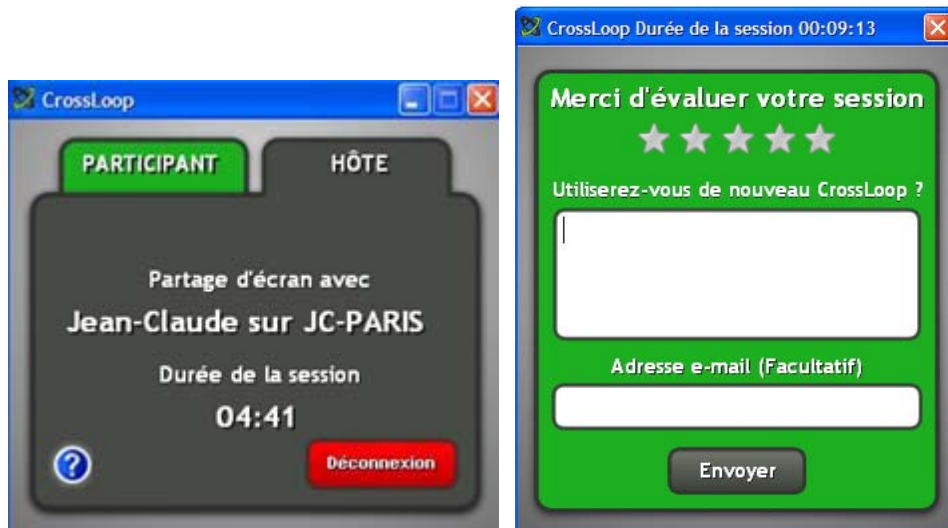 CrossLoop
PARTICIPANT
HÔTE
Partage d'écran avec
Jean-Claude sur JC-PARIS
Durée de la session
04:41
?
Déconnexion
CrossLoop Durée de la session 00:09:13
Merci d'évaluer votre session
Utiliserez-vous de nouveau CrossLoop ?
Adresse e-mail (Facultatif)
Envoyer